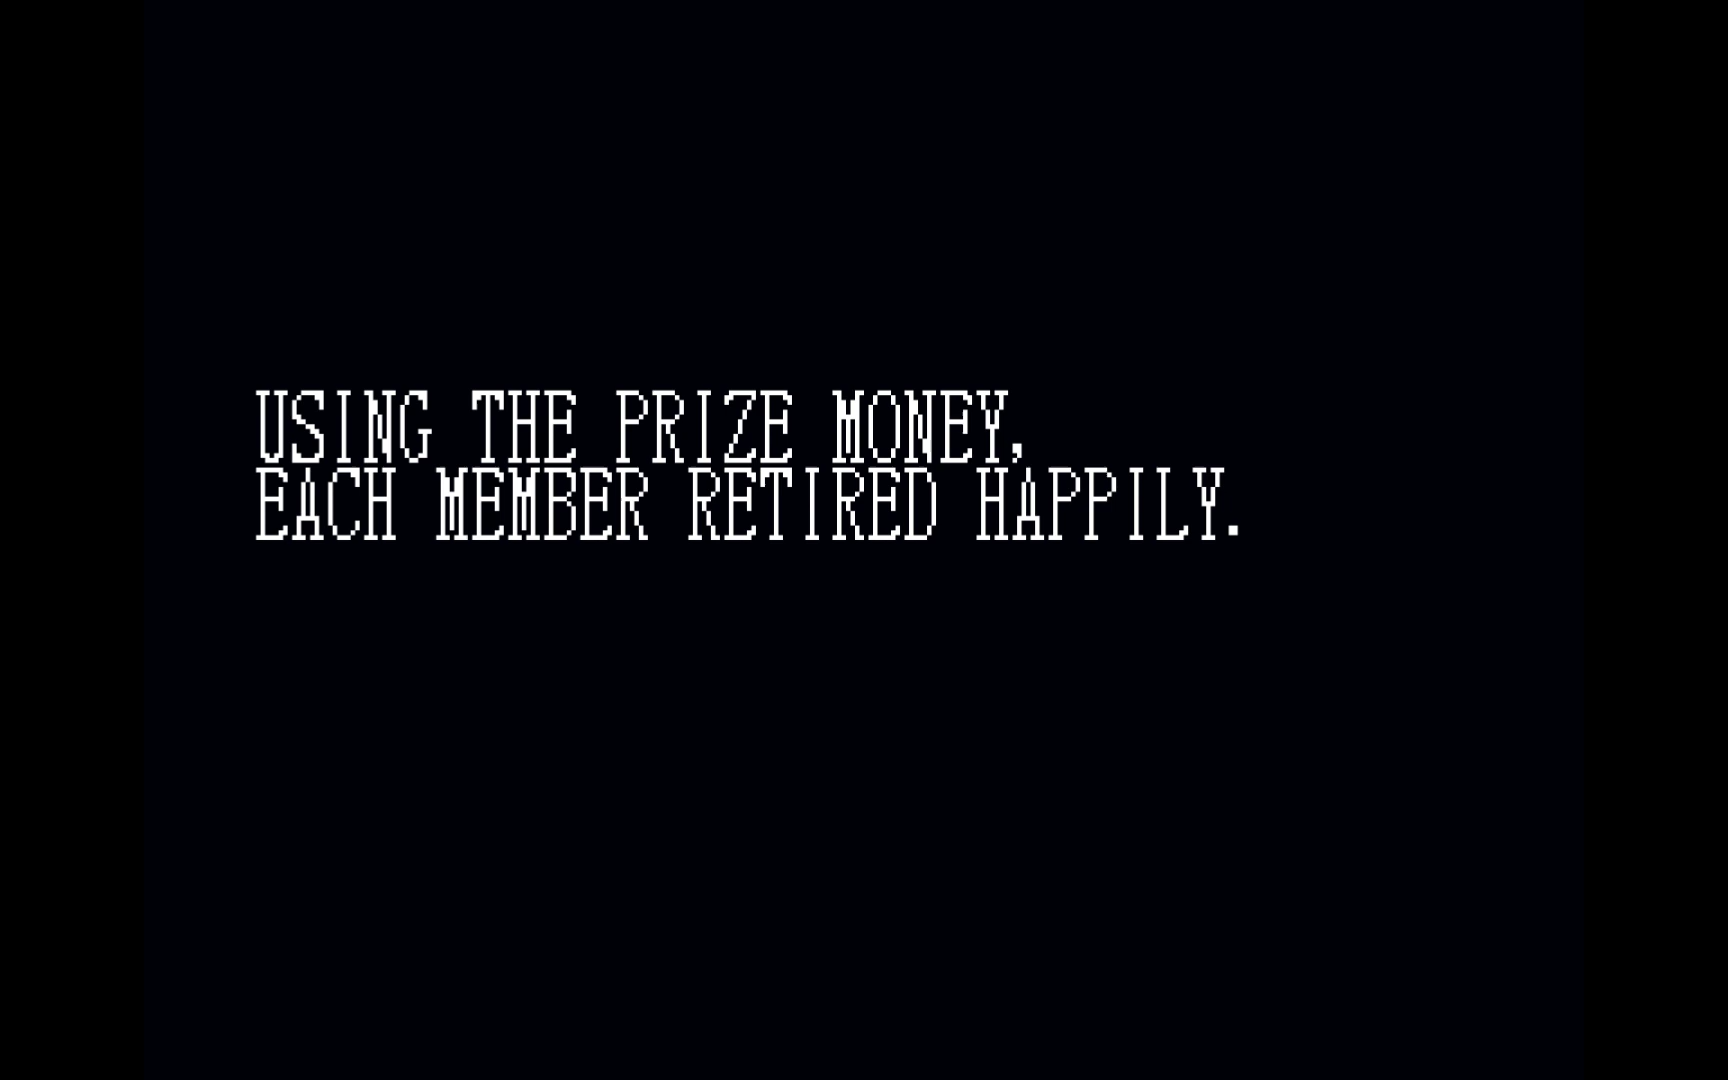 USING THE PRIZE MONEY,
EACH MEMBER RETIRED HAPPILY.